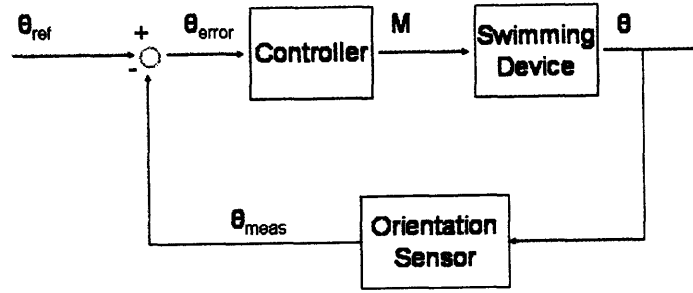 θref
+
-
θerror
Controller
M
Swimming
Device
θ
θmeas
Orientation
Sensor